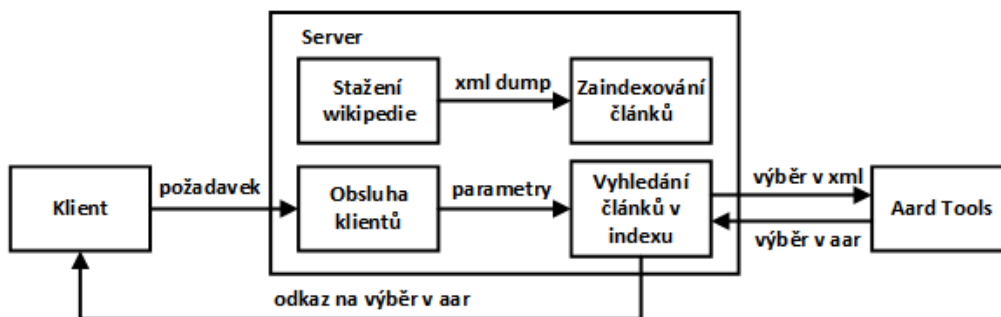 Server
Stažení
wikipedie
xml dump
Zaindexování
článků
Klient
požadavek
Obsluha
klientů
parametry
Vyhledání
článků v
indexu
výběr v xml
výběr v aar
Aard Tools
odkaz na výběr v aar